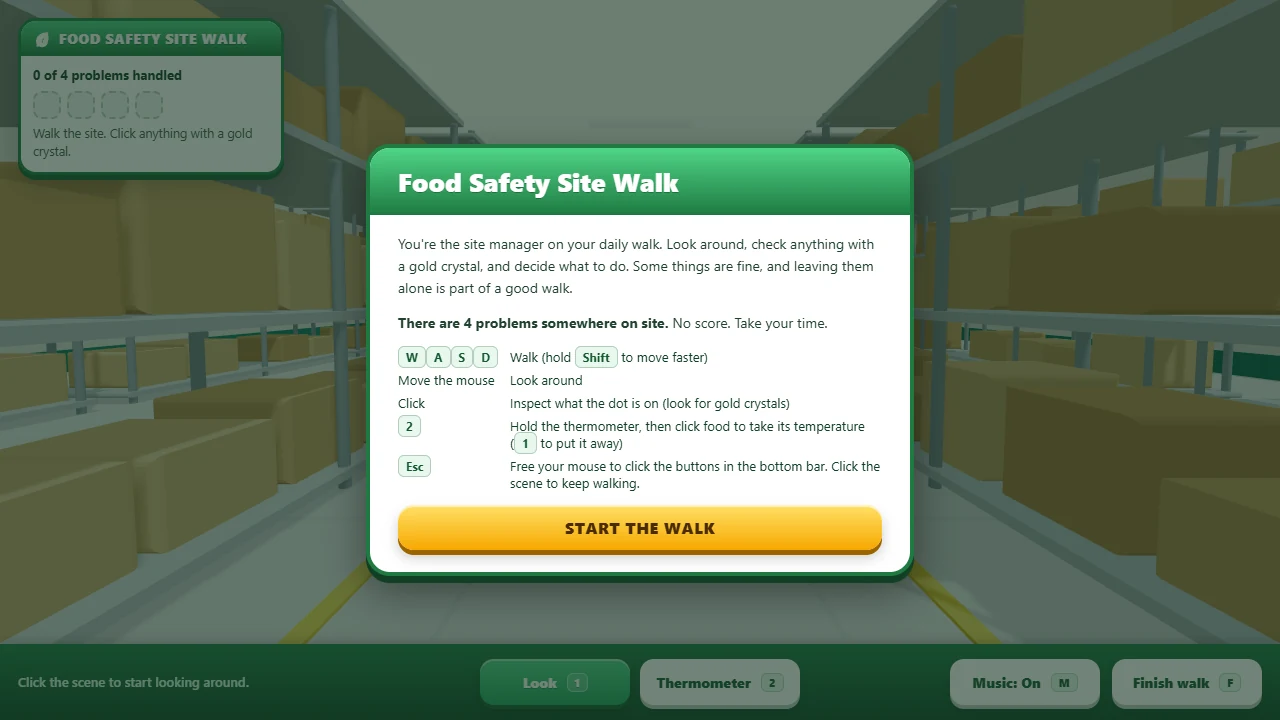 FOOD SAFETY SITE WALK
0 of 4 problems handled
Walk the site. Click anything with a gold
crystal.
Food Safety Site Walk
You're the site manager on your daily walk. Look around, check anything with
a gold crystal, and decide what to do. Some things are fine, and leaving them
alone is part of a good walk.
There are 4 problems somewhere on site. No score. Take your time.
W A S D Walk (hold Shift to move faster)
Move the mouse Look around
Click Inspect what the dot is on (look for gold crystals)
2 Hold the thermometer, then click food to take its temperature
(1 to put it away)
Esc Free your mouse to click the buttons in the bottom bar. Click the
scene to keep walking.
START THE WALK
Click the scene to start looking around.
Look 1
Thermometer 2
Music: On M
Finish walk F